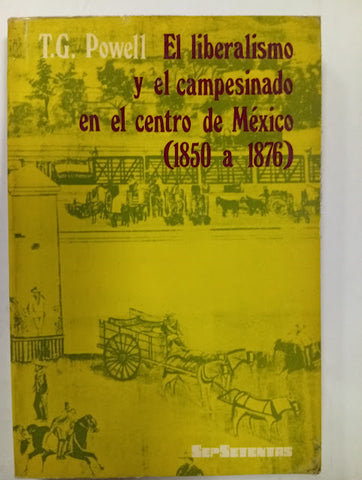 T.G. Powell El liberalismo
y el campesinado
en el centro de México
(1850 a 1876)
SepSetentas